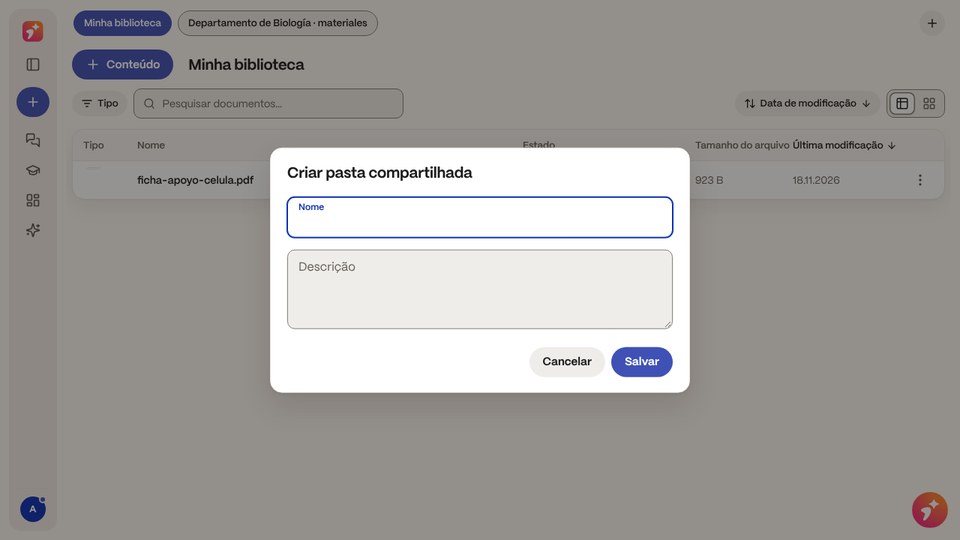 Minha biblioteca
Departamento de Biología · materiales
Conteúdo
Minha biblioteca
Tipo
Pesquisar documentos...
Data de modificação
Tipo
Nome
Estado
Tamanho do arquivo
Última modificação
ficha-apoyo-celula.pdf
923 B
18.11.2026
Criar pasta compartilhada
Nome
Descrição
Cancelar
Salvar
A